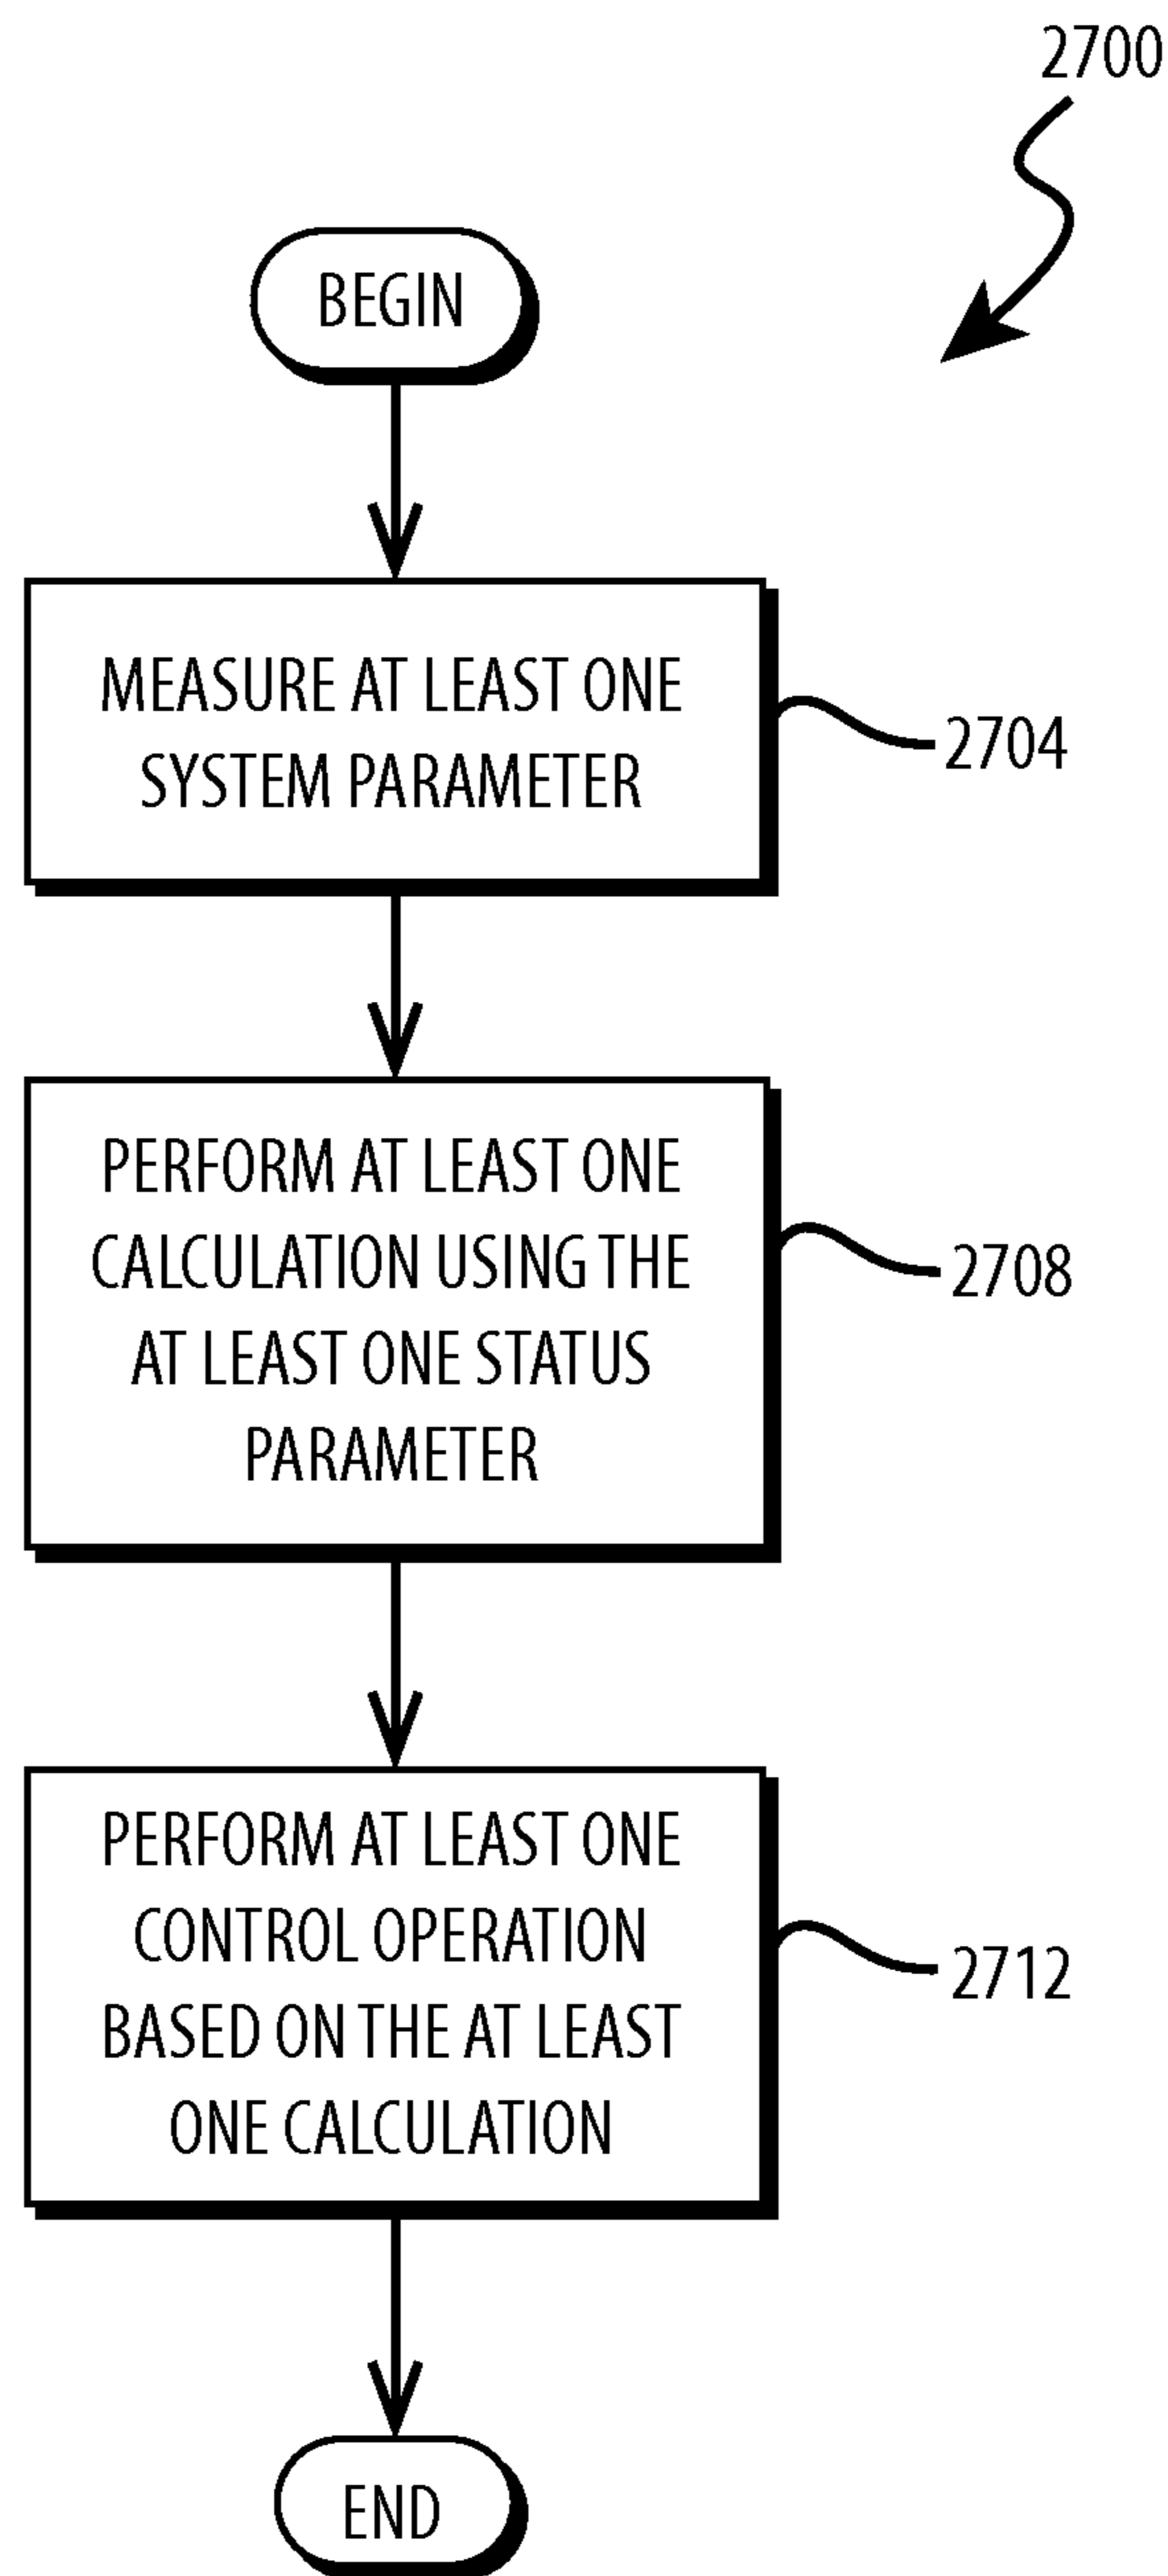 2700
BEGIN
MEASURE AT LEAST ONE
SYSTEM PARAMETER
2704
PERFORM AT LEAST ONE
CALCULATION USING THE
AT LEAST ONE STATUS
PARAMETER
2708
PERFORM AT LEAST ONE
CONTROL OPERATION
BASED ON THE AT LEAST
ONE CALCULATION
2712
END